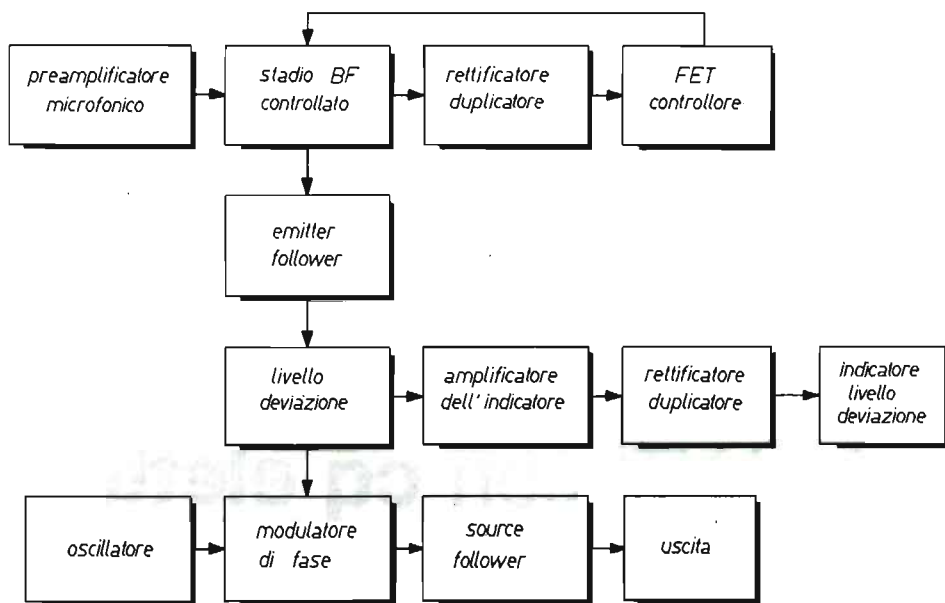 preamplificatore
microfonico
stadio BF
controllato
rettificatore
duplicatore
FET
controllore
emitter
follower
livello
deviazione
amplificatore
dell'indicatore
rettificatore
duplicatore
indicatore
livello
deviazione
oscillatore
modulatore
di fase
source
follower
uscita